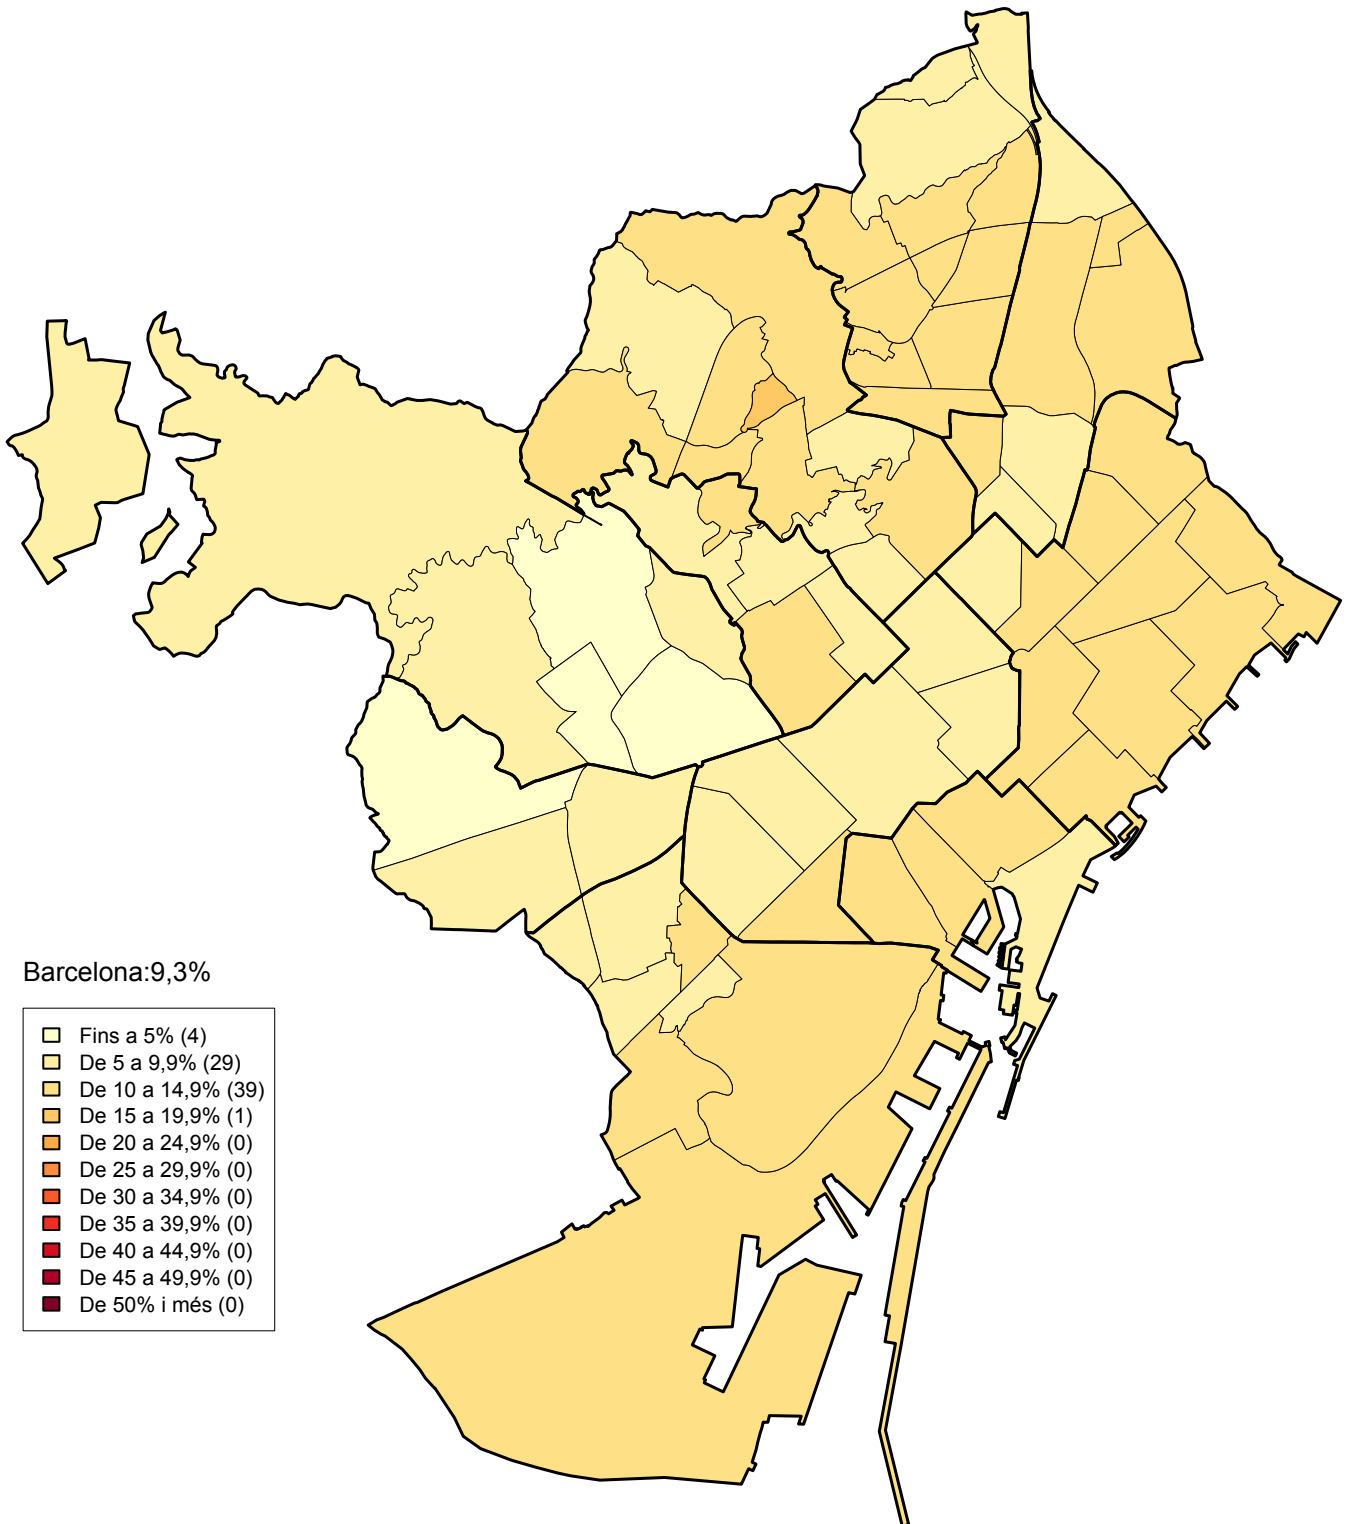 Barcelona:9,3%
Fins a 5% (4)
De 5 a 9,9% (29)
De 10 a 14,9% (39)
De 15 a 19,9% (1)
De 20 a 24,9% (0)
De 25 a 29,9% (0)
De 30 a 34,9% (0)
De 35 a 39,9% (0)
De 40 a 44,9% (0)
De 45 a 49,9% (0)
De 50% i més (0)